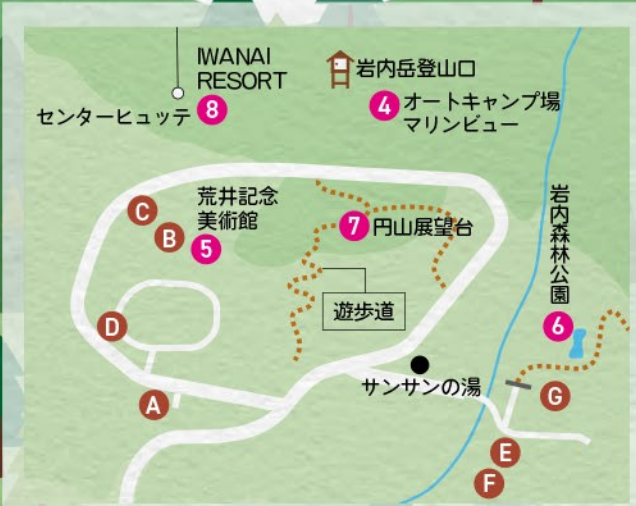 IWANAI
RESORT
センターヒュッテ
8
岩内岳登山口
4
オートキャンプ場
マリンビュー
荒井記念
美術館
5
C
B
7
円山展望台
岩内森林公園
6
遊歩道
D
A
サンサンの湯
G
E
F